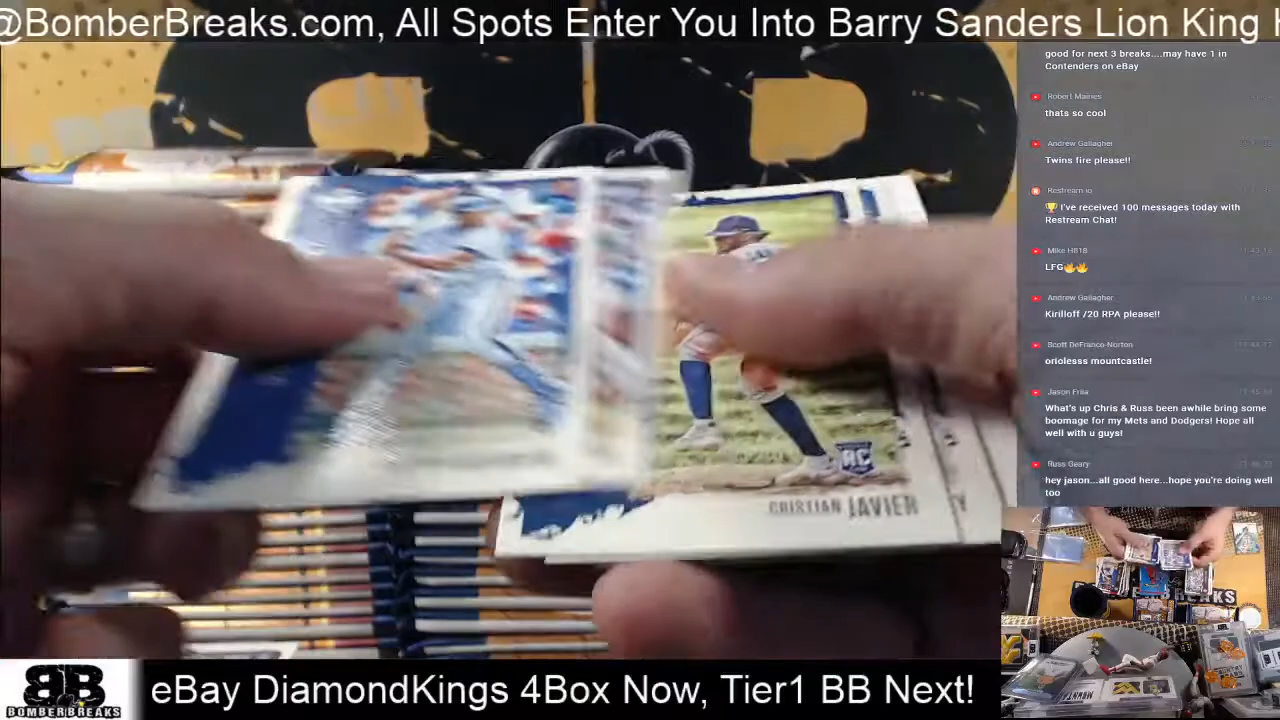 @BomberBreaks.com, All Spots Enter You Into Barry Sanders Lion King
good for next 3 breaks....may have 1 in
Contenders on eBay
Robert Maines
thats so cool
Andrew Gallagher
Twins fire please!!
Restream.io
🏆 I've received 100 messages today with
Restream Chat!
Mike H818
LFG🔥🔥
Andrew Gallagher
Kirilloff /20 RPA please!!
Scott DeFranco-Norton
oriolesss mountcastle!
Jason Fria
What's up Chris & Russ been awhile bring some
boomage for my Mets and Dodgers! Hope all
well with u guys!
Russ Geary
hey jason...all good here...hope you're doing well
too
RC
CRISTIAN JAVIER
BB
BOMBERBREAKS
eBay DiamondKings 4Box Now, Tier1 BB Next!